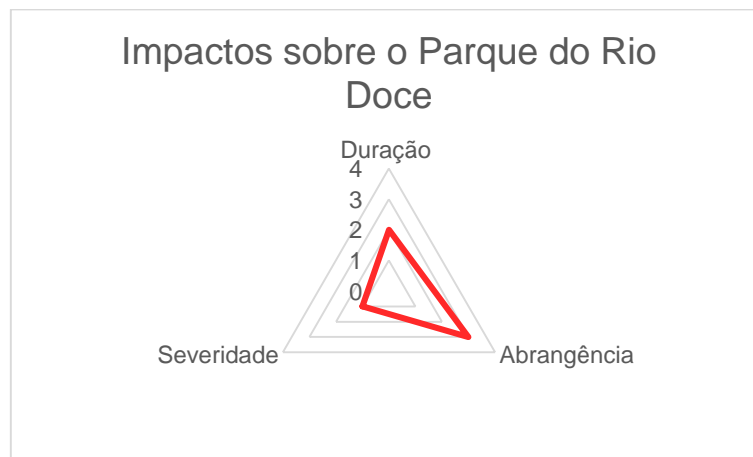 Impactos sobre o Parque do Rio
Doce
Duração
4
3
2
1
0
Severidade
Abrangência